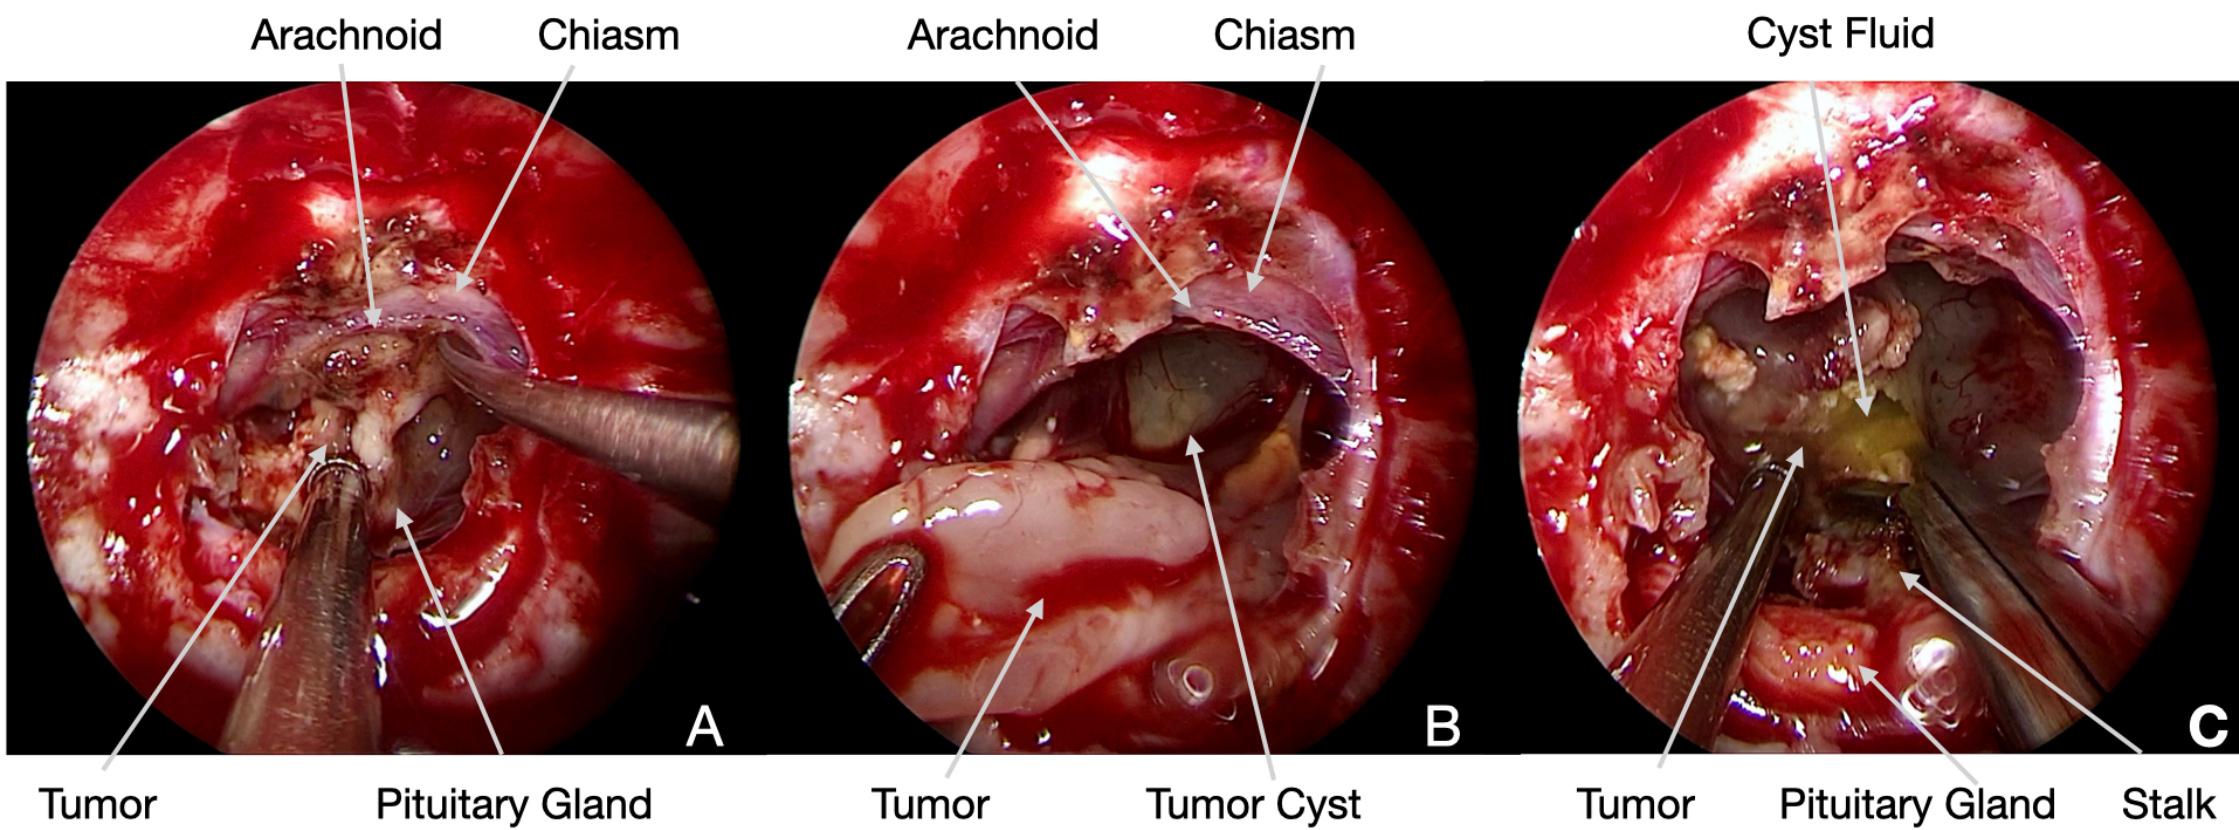 Arachnoid
Chiasm
Arachnoid
Chiasm
Cyst Fluid
A
B
C
Tumor
Pituitary Gland
Tumor
Tumor Cyst
Tumor
Pituitary Gland
Stalk